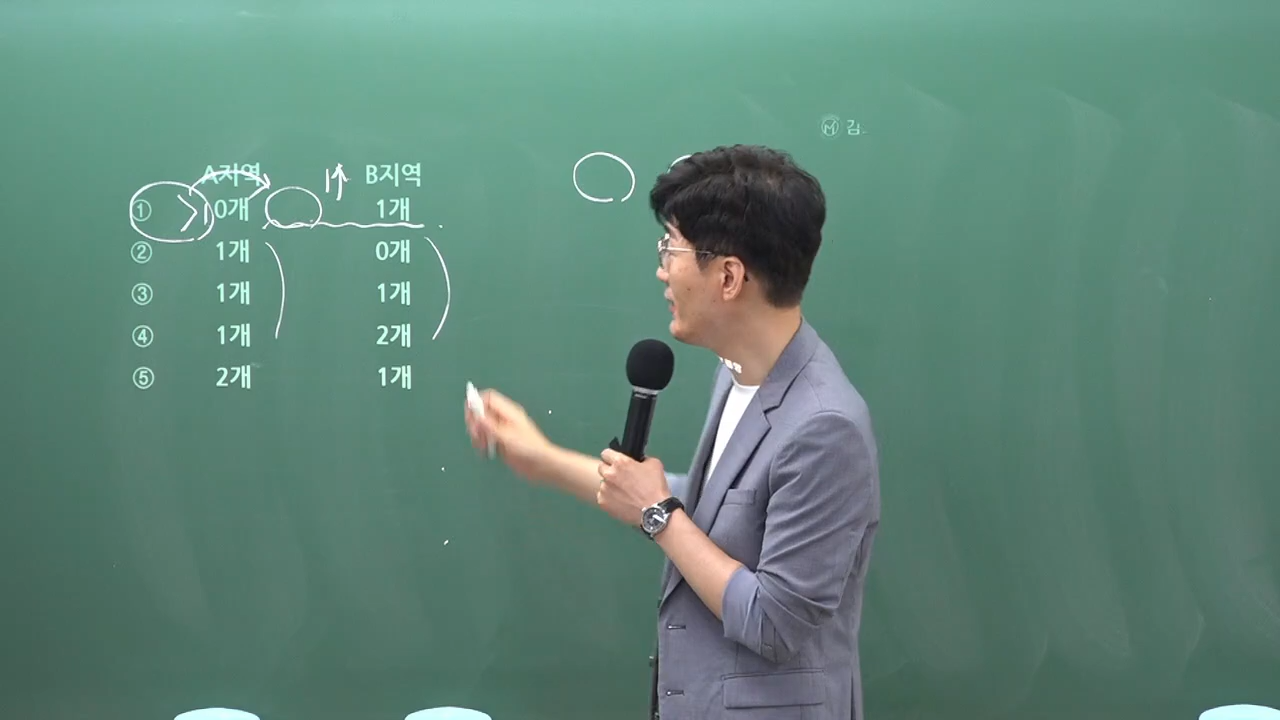 Ⓜ 김
A지역 B지역
① 0개 1개
② 1개 0개
③ 1개 1개
④ 1개 2개
⑤ 2개 1개